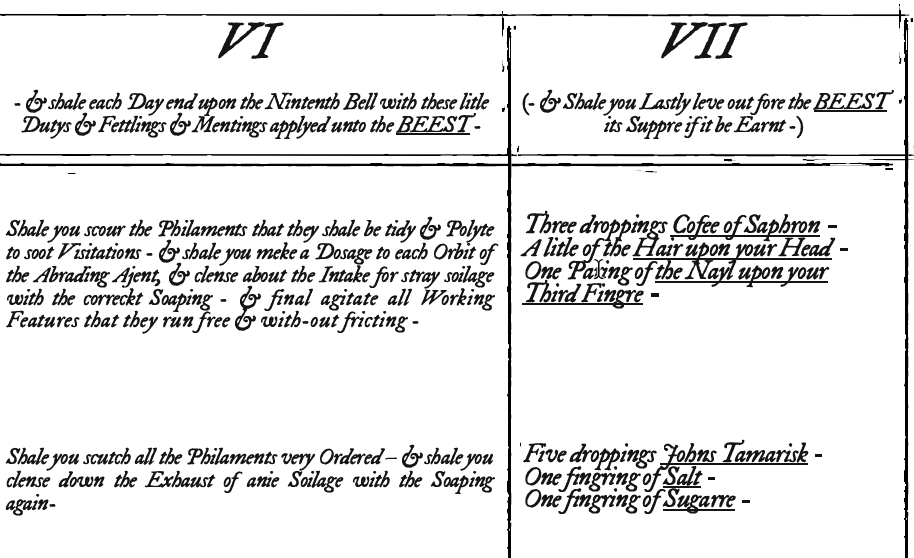 VI
- & shale each Day end upon the Nintenth Bell with these litle
Dutys & Fettlings & Mentings applyed unto the BEEST -
Shale you scour the Philaments that they shale be tidy & Polyte
to soot Visitations - & shale you meke a Dosage to each Orbit of
the Abrading Ajent, & clense about the Intake for stray soilage
with the correckt Soaping - & final agitate all Working
Features that they run free & with-out fricting -
Shale you scutch all the Philaments very Ordered – & shale you
clense down the Exhaust of anie Soilage with the Soaping
again-
VII
(- & Shale you Lastly leve out fore the BEEST
its Suppre if it be Earnt -)
Three droppings Cofee of Saphron -
A litle of the Hair upon your Head -
One Paring of the Nayl upon your
Third Fingre -
Five droppings Johns Tamarisk -
One fingring of Salt -
One fingring of Sugarre -